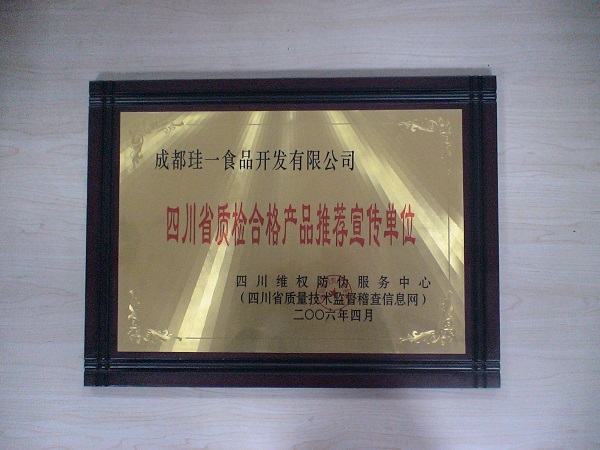 成都珪一食品开发有限公司
四川省质检合格产品推荐宣传单位
四川维权防伪服务中心
（四川省质量技术监督稽查信息网）
二〇〇六年四月